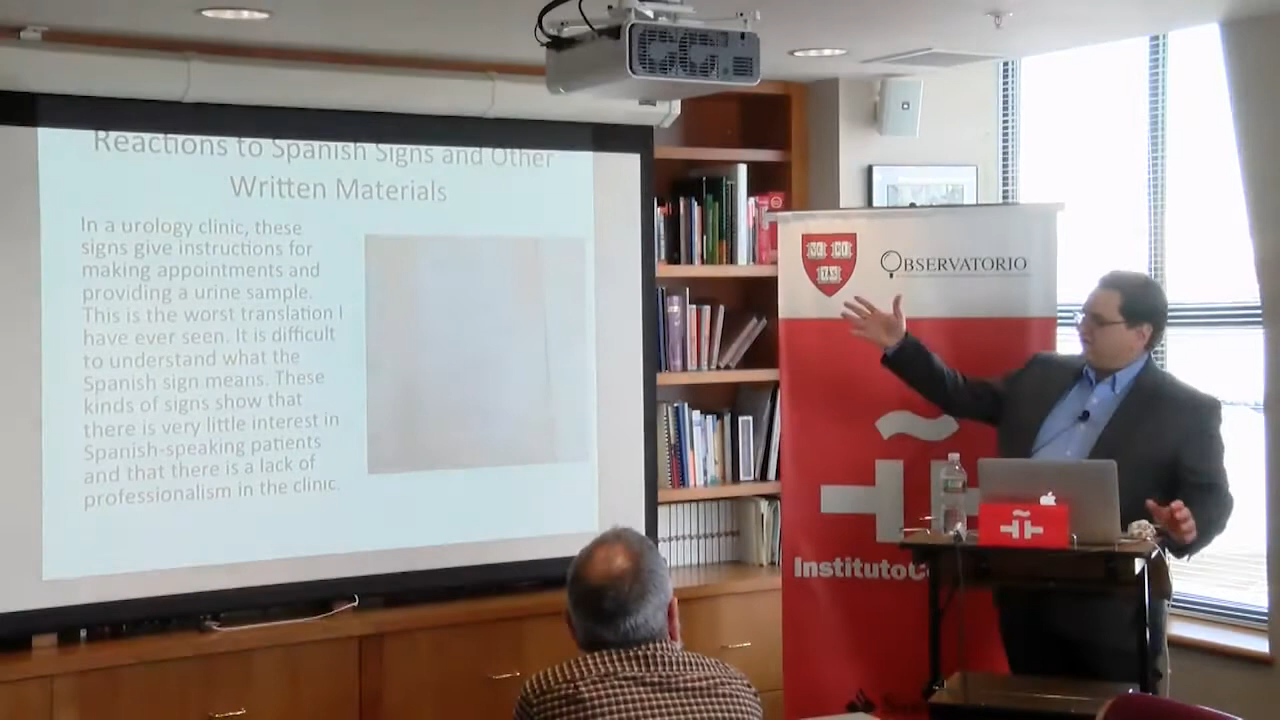 Reactions to Spanish Signs and Other
Written Materials
In a urology clinic, these
signs give instructions for
making appointments and
providing a urine sample.
This is the worst translation I
have ever seen. It is difficult
to understand what the
Spanish sign means. These
kinds of signs show that
there is very little interest in
Spanish-speaking patients
and that there is a lack of
professionalism in the clinic.
OBSERVATORIO
Instituto